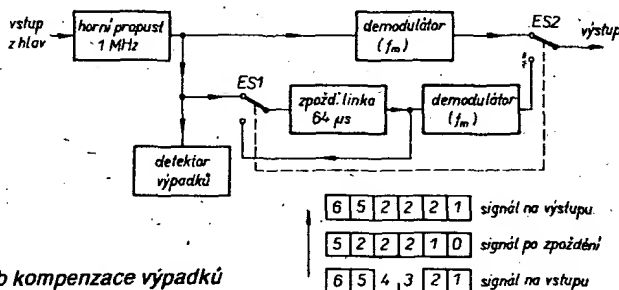 vstup
z hlav
horní propust
1 MHz
demodulátor
(fm)
ES2
výstup
ES1
zpožď. linka
64 µs
demodulátor
(fm)
detektor
výpadků
6 5 2 2 2 1 signál na výstupu
5 2 2 2 1 0 signál po zpoždění
6 5 4 3 2 1 signál na vstupu
b kompenzace výpadků